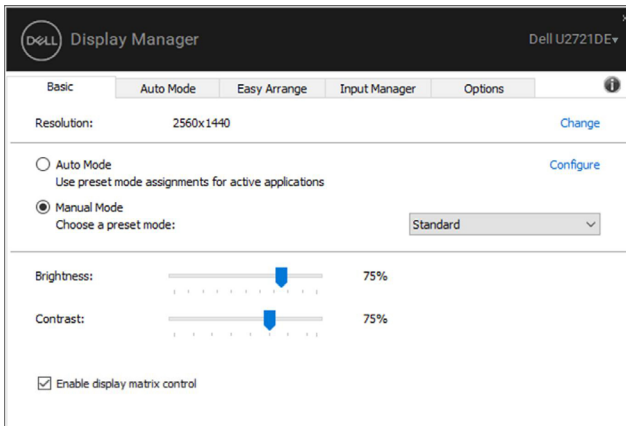 DELL Display Manager Dell U2721DE
Basic Auto Mode Easy Arrange Input Manager Options i
Resolution: 2560x1440 Change
Auto Mode Configure
Use preset mode assignments for active applications
Manual Mode
Choose a preset mode: Standard
Brightness: 75%
Contrast: 75%
Enable display matrix control